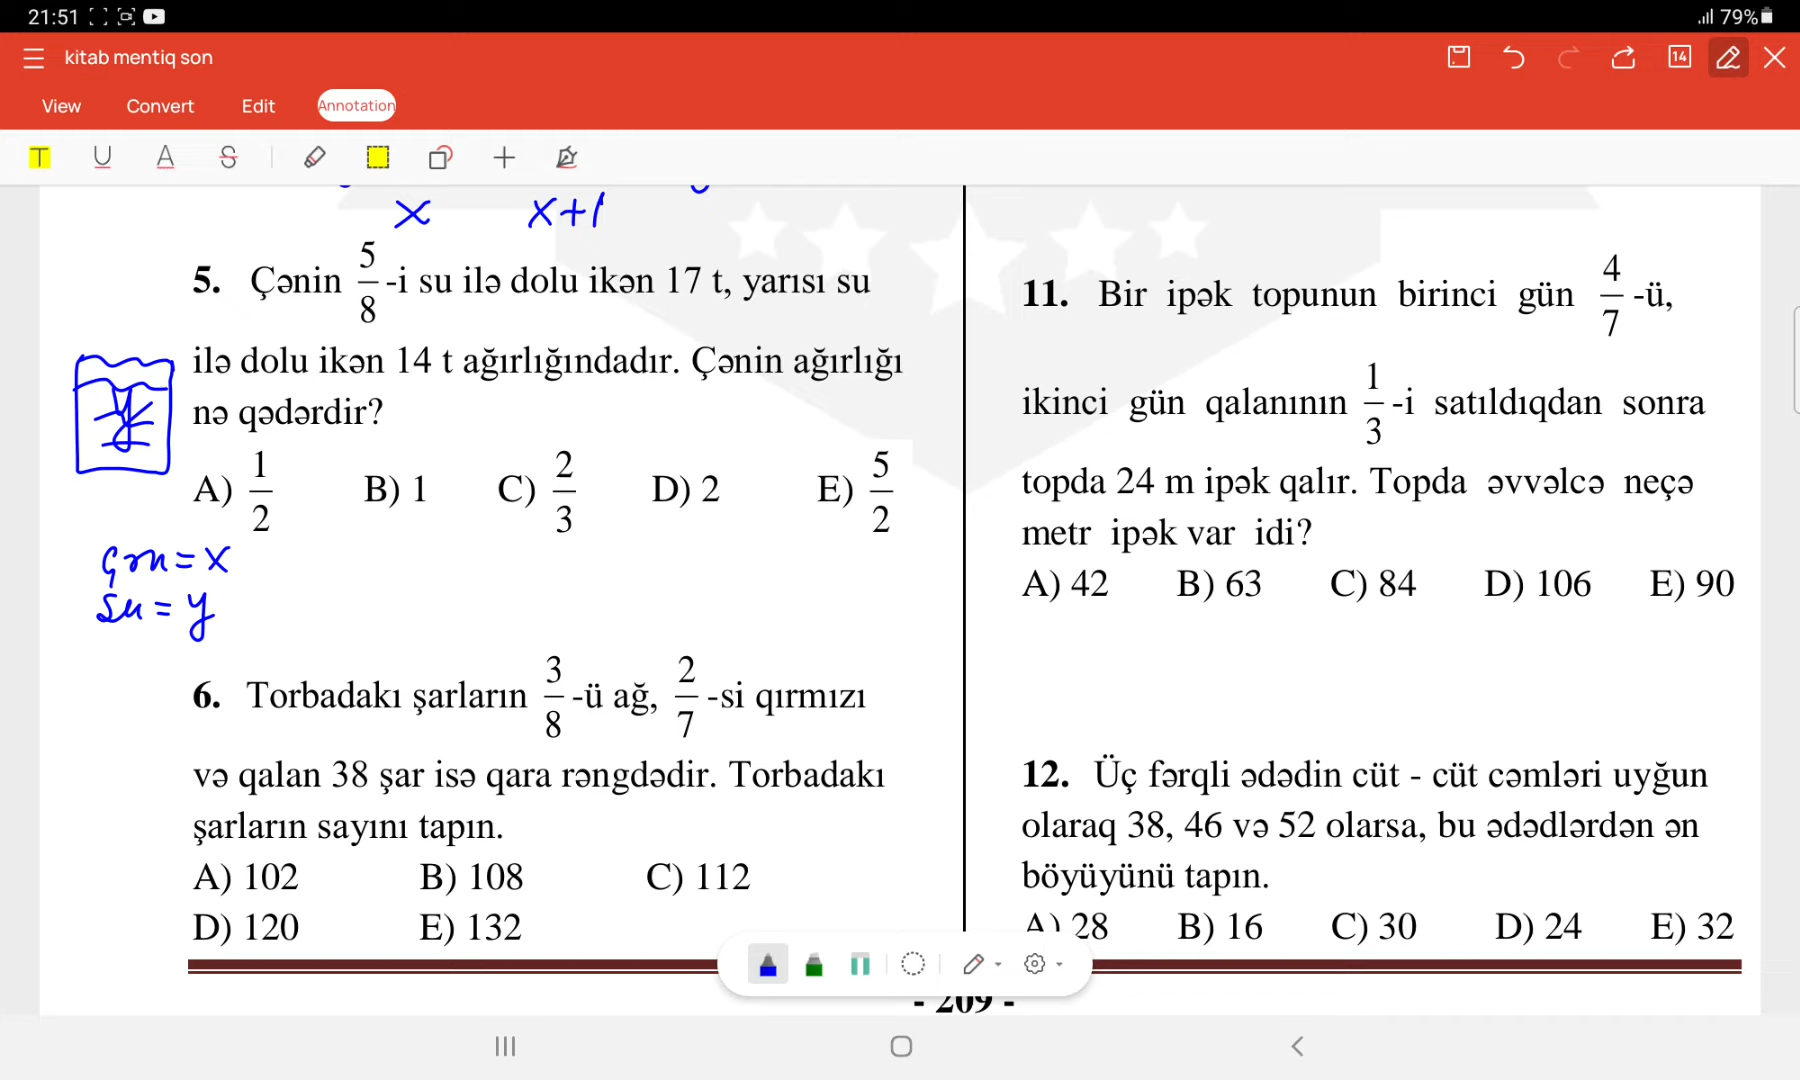 21:51
79%
kitab mentiq son
14
View Convert Edit Annotation
T U A S
x x+1
5. Çənin 5/8 -i su ilə dolu ikən 17 t, yarısı su
ilə dolu ikən 14 t ağırlığındadır. Çənin ağırlığı
nə qədərdir?
A) 1/2 B) 1 C) 2/3 D) 2 E) 5/2
çən = x
su = y
6. Torbadakı şarların 3/8 -ü ağ, 2/7 -si qırmızı
və qalan 38 şar isə qara rəngdədir. Torbadakı
şarların sayını tapın.
A) 102 B) 108 C) 112
D) 120 E) 132
11. Bir ipək topunun birinci gün 4/7 -ü,
ikinci gün qalanının 1/3 -i satıldıqdan sonra
topda 24 m ipək qalır. Topda əvvəlcə neçə
metr ipək var idi?
A) 42 B) 63 C) 84 D) 106 E) 90
12. Üç fərqli ədədin cüt - cüt cəmləri uyğun
olaraq 38, 46 və 52 olarsa, bu ədədlərdən ən
böyüyünü tapın.
A) 28 B) 16 C) 30 D) 24 E) 32
- 209 -